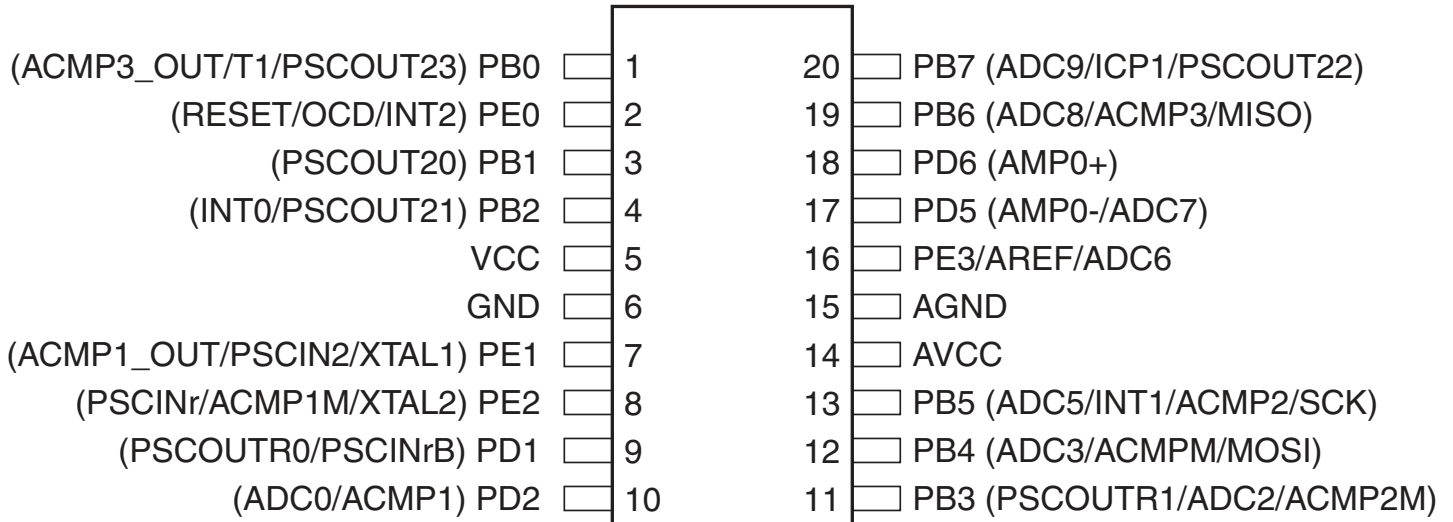 (ACMP3_OUT/T1/PSCOUT23) PB0 1 20 PB7 (ADC9/ICP1/PSCOUT22)
(RESET/OCD/INT2) PE0 2 19 PB6 (ADC8/ACMP3/MISO)
(PSCOUT20) PB1 3 18 PD6 (AMP0+)
(INT0/PSCOUT21) PB2 4 17 PD5 (AMP0-/ADC7)
VCC 5 16 PE3/AREF/ADC6
GND 6 15 AGND
(ACMP1_OUT/PSCIN2/XTAL1) PE1 7 14 AVCC
(PSCINr/ACMP1M/XTAL2) PE2 8 13 PB5 (ADC5/INT1/ACMP2/SCK)
(PSCOUTR0/PSCINrB) PD1 9 12 PB4 (ADC3/ACMPM/MOSI)
(ADC0/ACMP1) PD2 10 11 PB3 (PSCOUTR1/ADC2/ACMP2M)